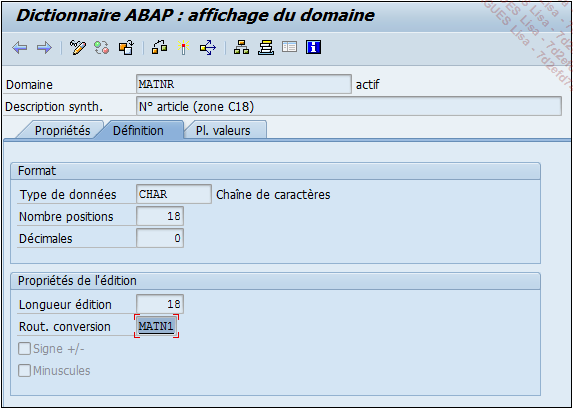 Dictionnaire ABAP : affichage du domaine
Domaine MATNR actif
Description synth. N° article (zone C18)
Propriétés Définition Pl. valeurs
Format
Type de données CHAR Chaîne de caractères
Nombre positions 18
Décimales 0
Propriétés de l'édition
Longueur édition 18
Rout. conversion MATN1
Signe +/-
Minuscules